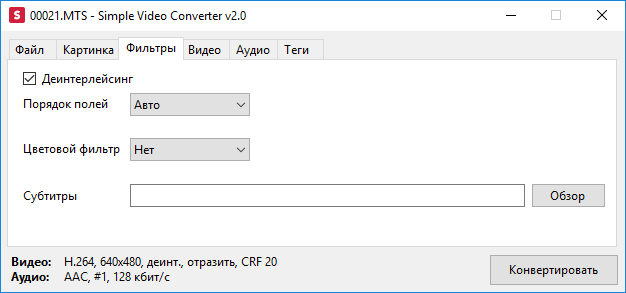 S 00021.MTS - Simple Video Converter v2.0
Файл Картинка Фильтры Видео Аудио Теги
Деинтерлейсинг
Порядок полей Авто
Цветовой фильтр Нет
Субтитры Обзор
Видео: H.264, 640x480, деинт., отразить, CRF 20
Аудио: AAC, #1, 128 кбит/с
Конвертировать